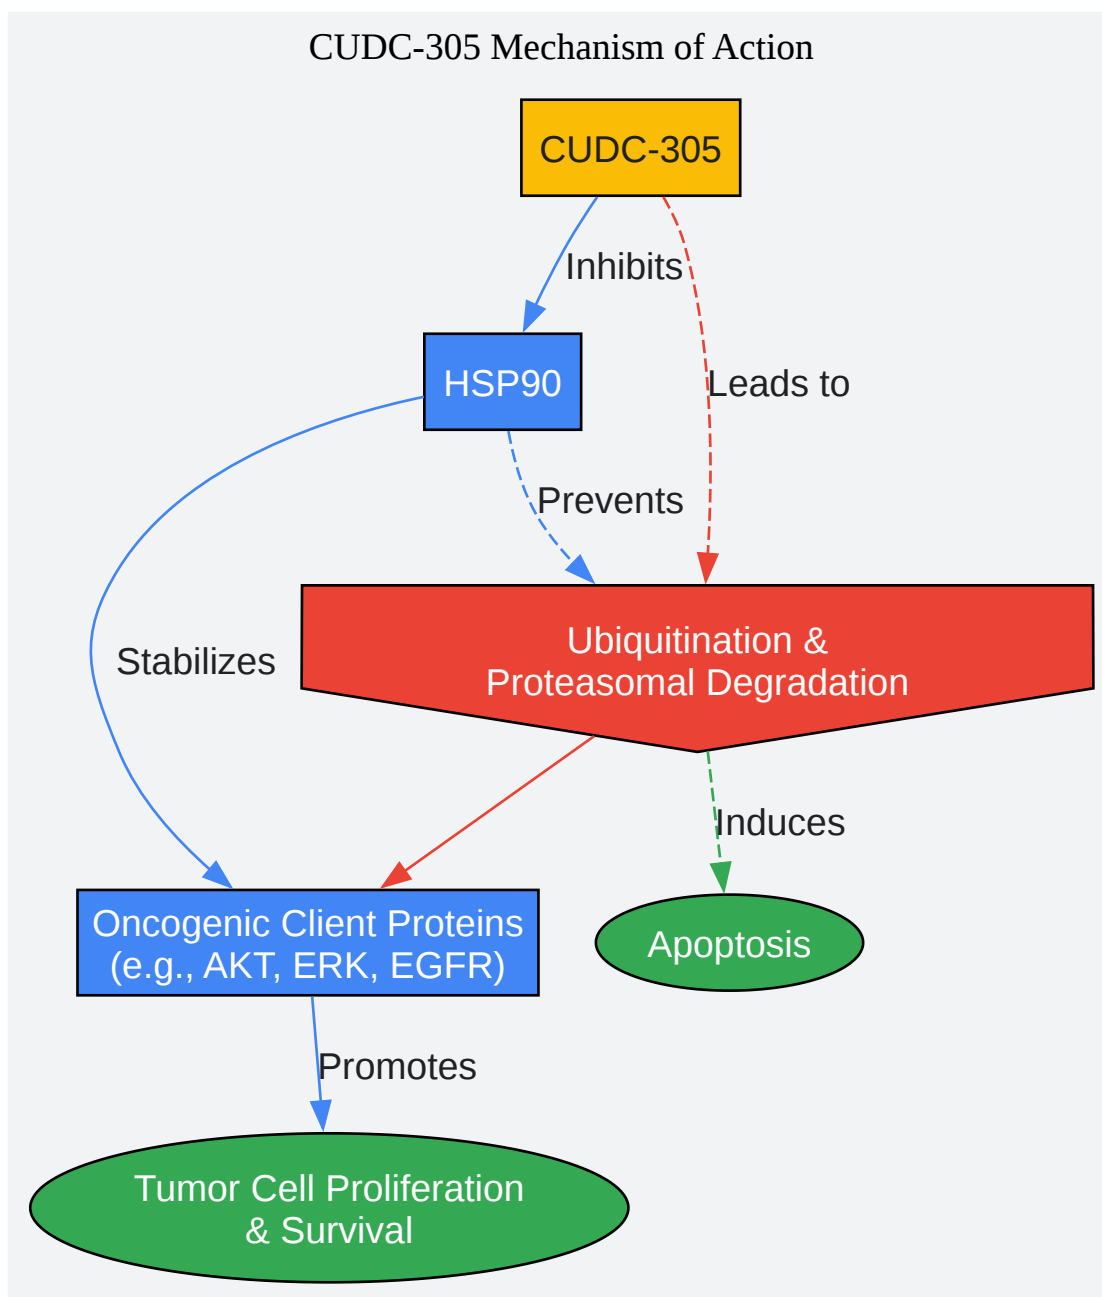 CUDC-305 Mechanism of Action
CUDC-305
Inhibits
HSP90
Leads to
Prevents
Ubiquitination &
Proteasomal Degradation
Stabilizes
Induces
Oncogenic Client Proteins
(e.g., AKT, ERK, EGFR)
Apoptosis
Promotes
Tumor Cell Proliferation
& Survival